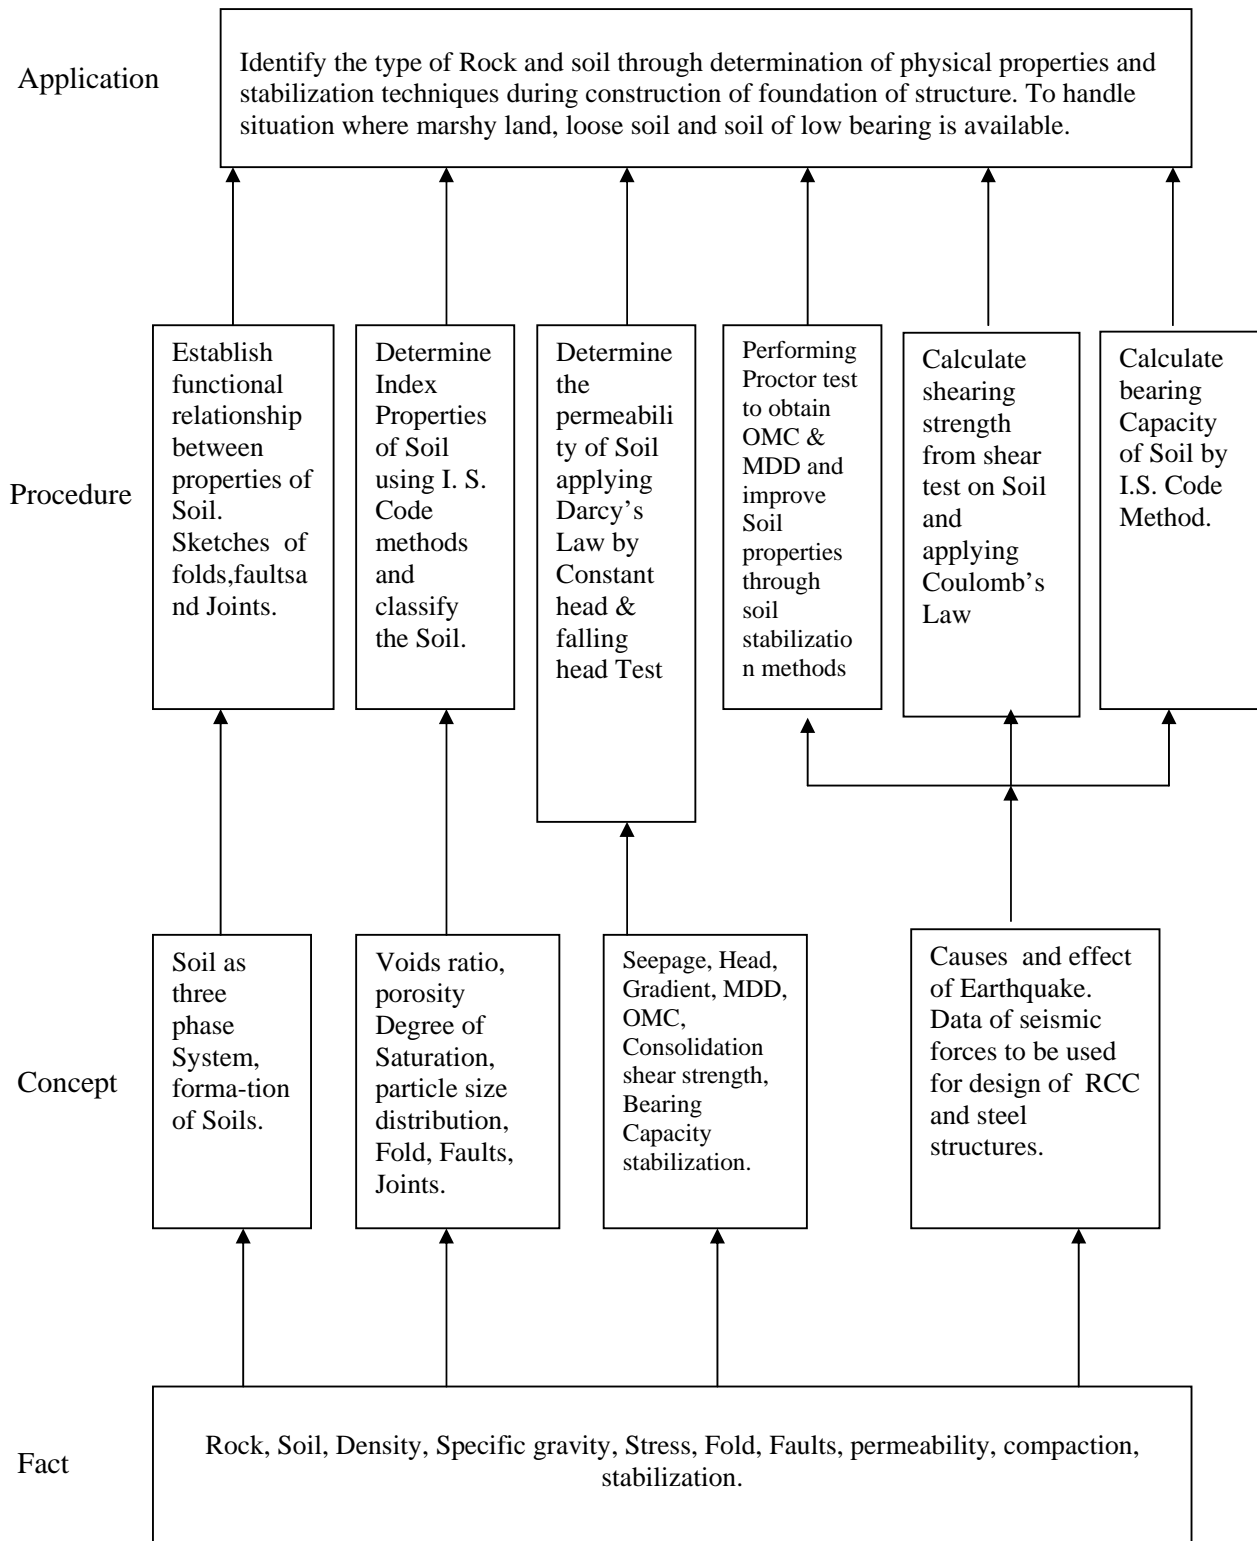 Application
Identify the type of Rock and soil through determination of physical properties and
stabilization techniques during construction of foundation of structure. To handle
situation where marshy land, loose soil and soil of low bearing is available.
Procedure
Establish
functional
relationship
between
properties of
Soil.
Sketches of
folds,faultsa
nd Joints.
Determine
Index
Properties
of Soil
using I. S.
Code
methods
and
classify
the Soil.
Determine
the
permeabili
ty of Soil
applying
Darcy’s
Law by
Constant
head &
falling
head Test
Performing
Proctor test
to obtain
OMC &
MDD and
improve
Soil
properties
through
soil
stabilizatio
n methods
Calculate
shearing
strength
from shear
test on Soil
and
applying
Coulomb’s
Law
Calculate
bearing
Capacity
of Soil by
I.S. Code
Method.
Concept
Soil as
three
phase
System,
forma-tion
of Soils.
Voids ratio,
porosity
Degree of
Saturation,
particle size
distribution,
Fold, Faults,
Joints.
Seepage, Head,
Gradient, MDD,
OMC,
Consolidation
shear strength,
Bearing
Capacity
stabilization.
Causes and effect
of Earthquake.
Data of seismic
forces to be used
for design of RCC
and steel
structures.
Fact
Rock, Soil, Density, Specific gravity, Stress, Fold, Faults, permeability, compaction,
stabilization.